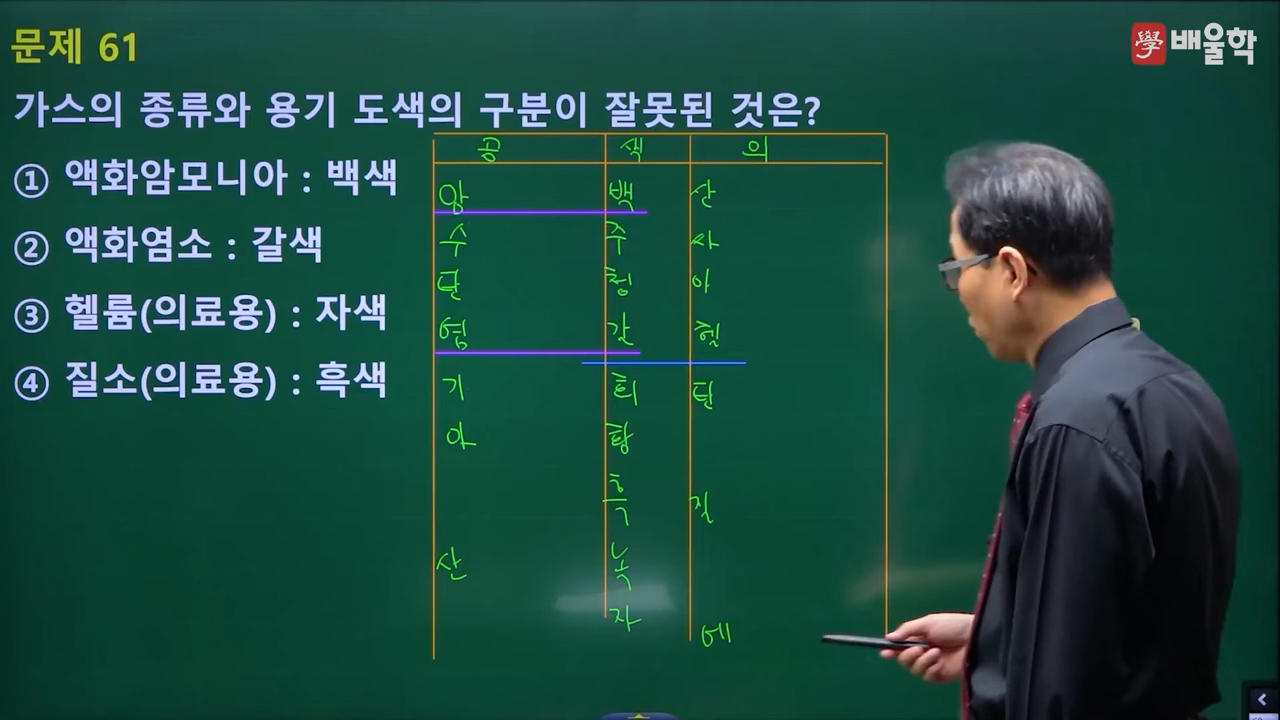 문제 61
學 배울학
가스의 종류와 용기 도색의 구분이 잘못된 것은?
① 액화암모니아 : 백색
② 액화염소 : 갈색
③ 헬륨(의료용) : 자색
④ 질소(의료용) : 흑색
공 색 의
암 백 산
수 주 사
탄 청 아
염 갈 헬
기 회 탄
아 황
흑 질
산 녹
자 에